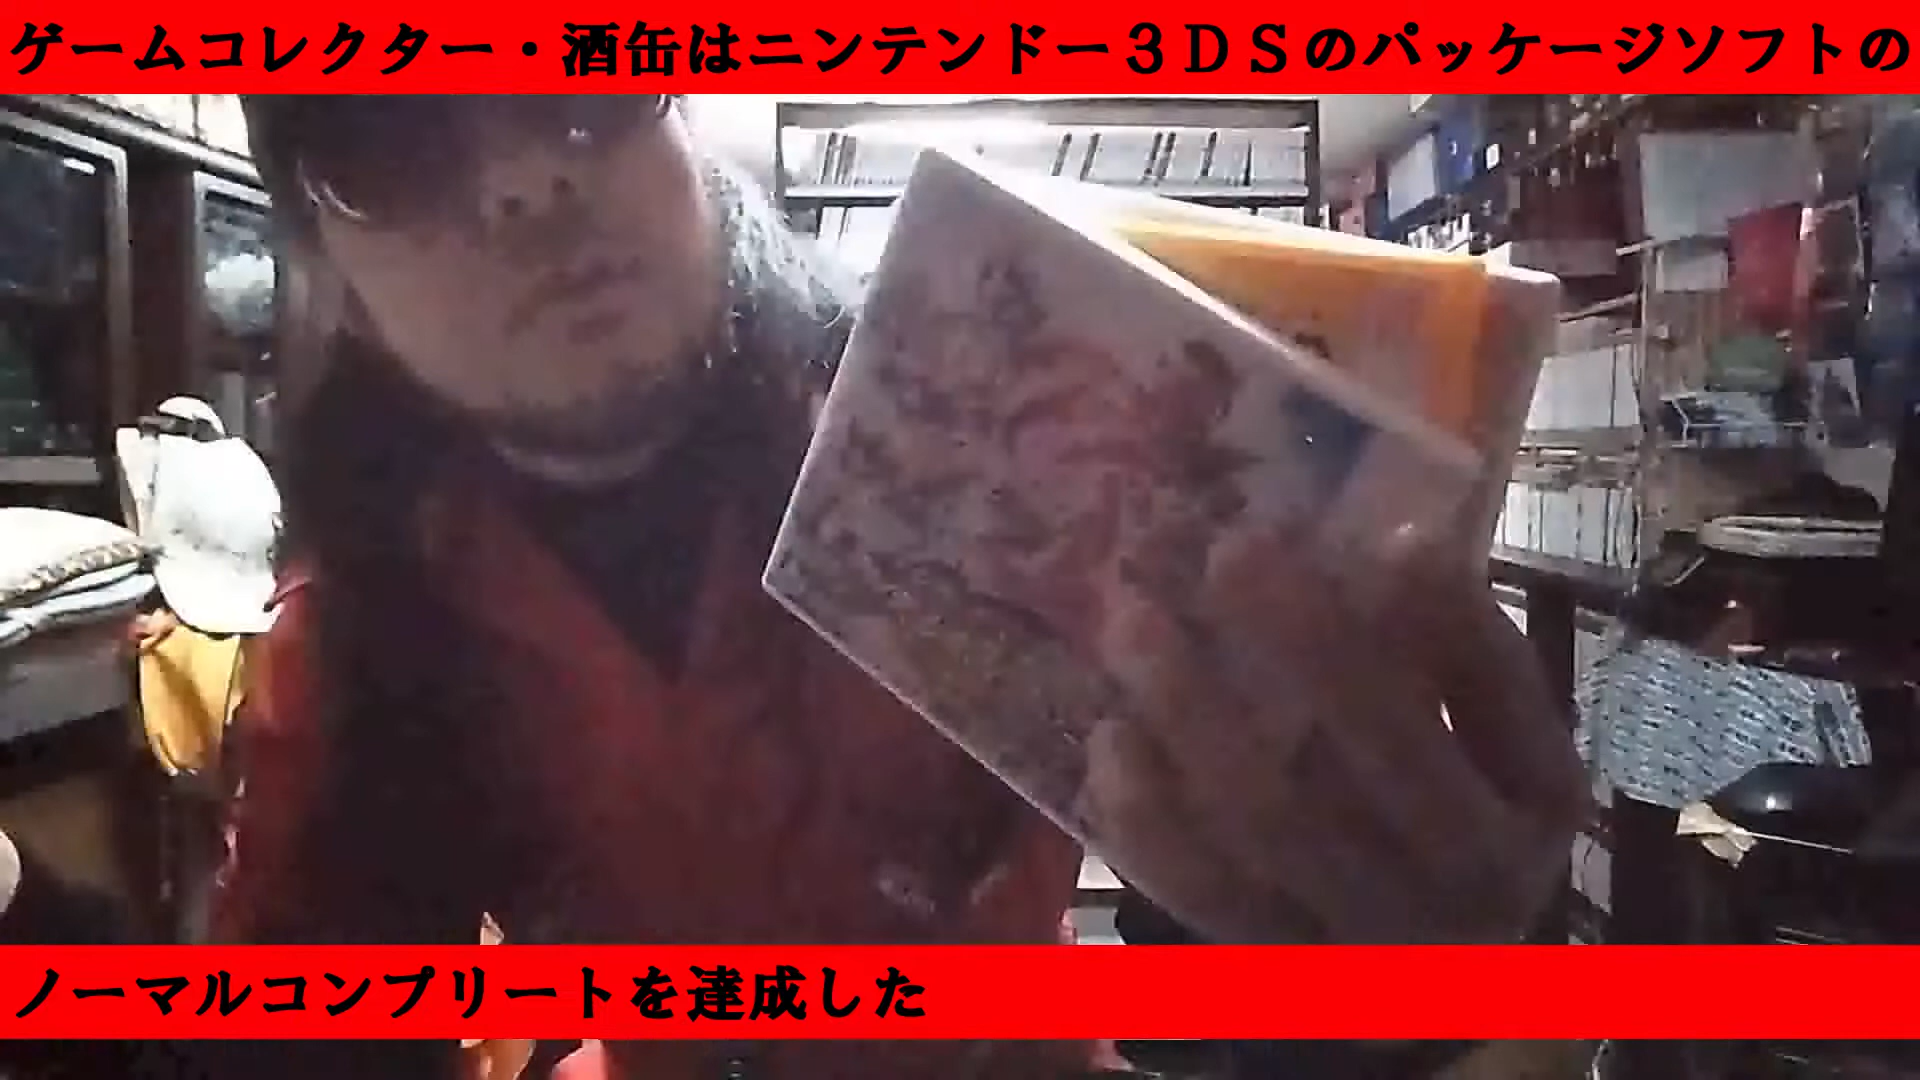 ゲームコレクター・酒缶はニンテンドー３ＤＳのパッケージソフトの
ノーマルコンプリートを達成した